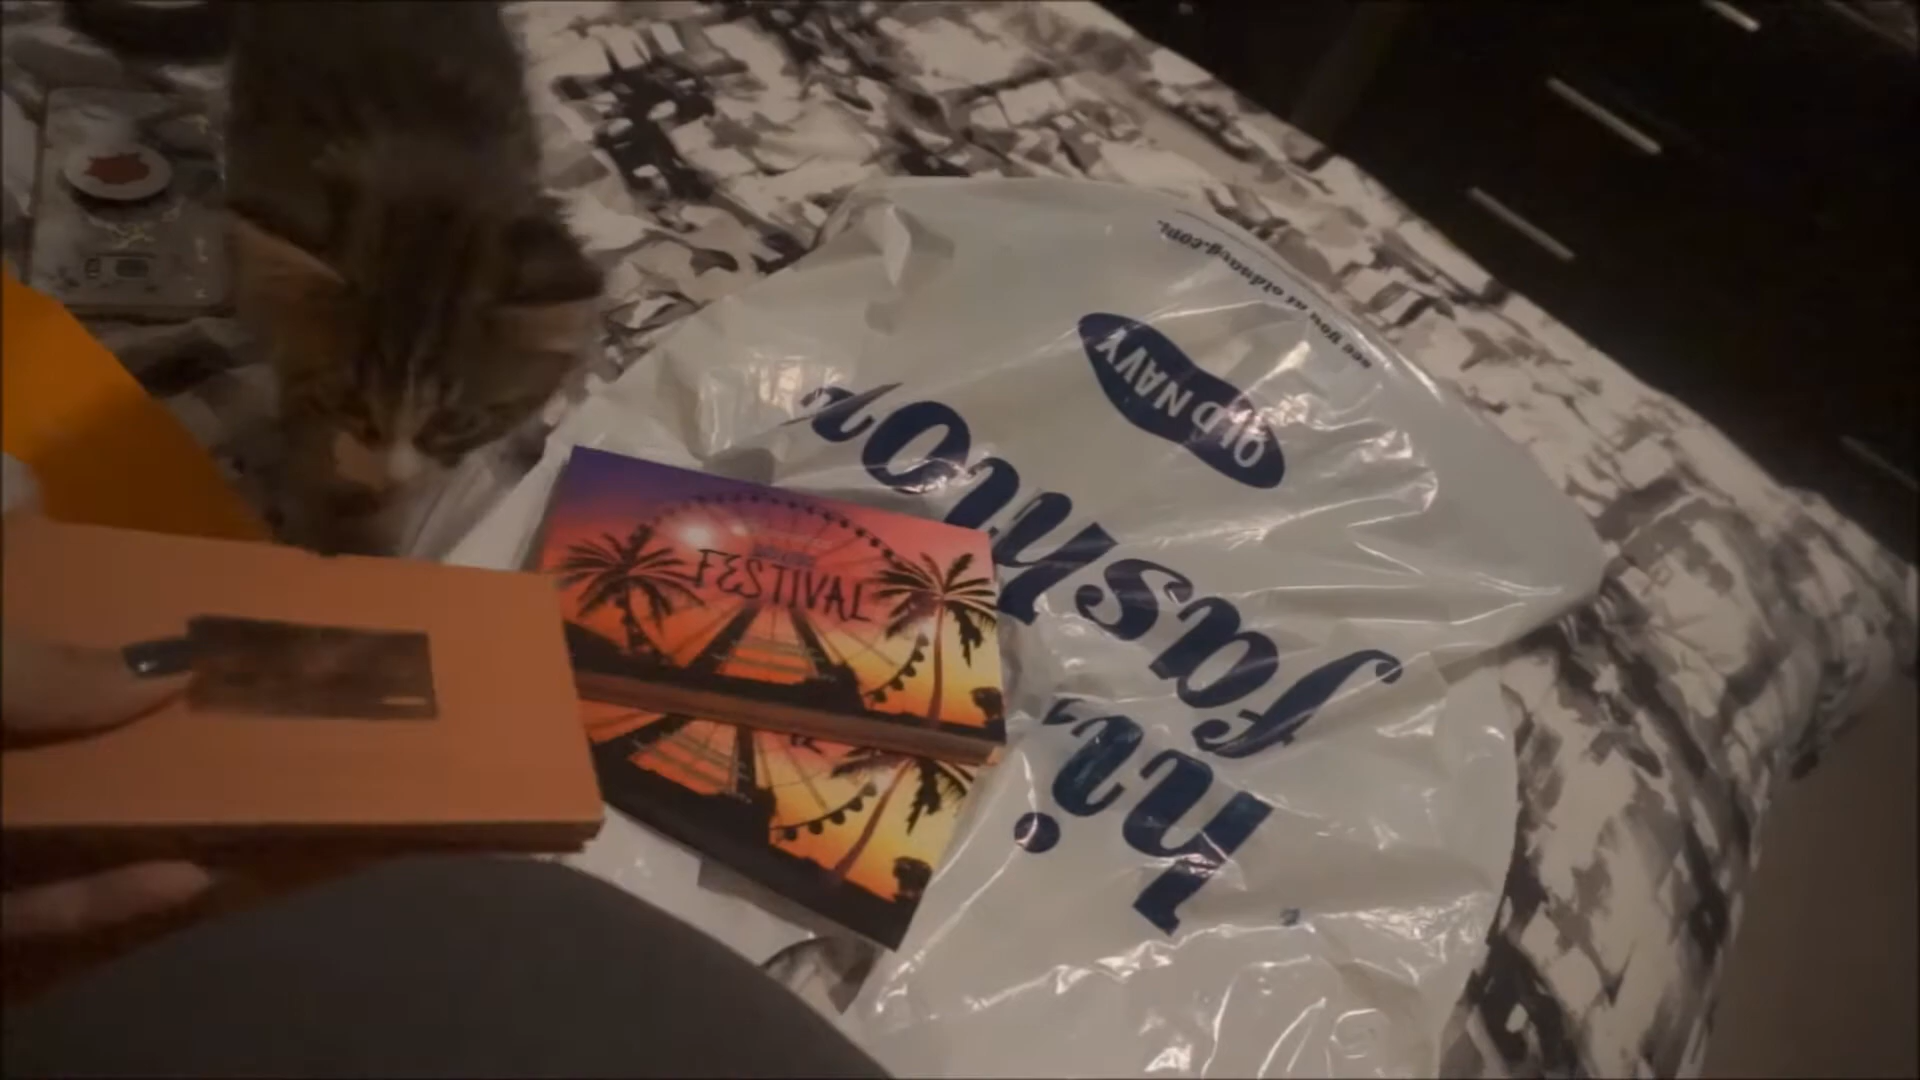 FESTIVAL
see you at oldnavy.com.
OLD NAVY
hi,
fashion